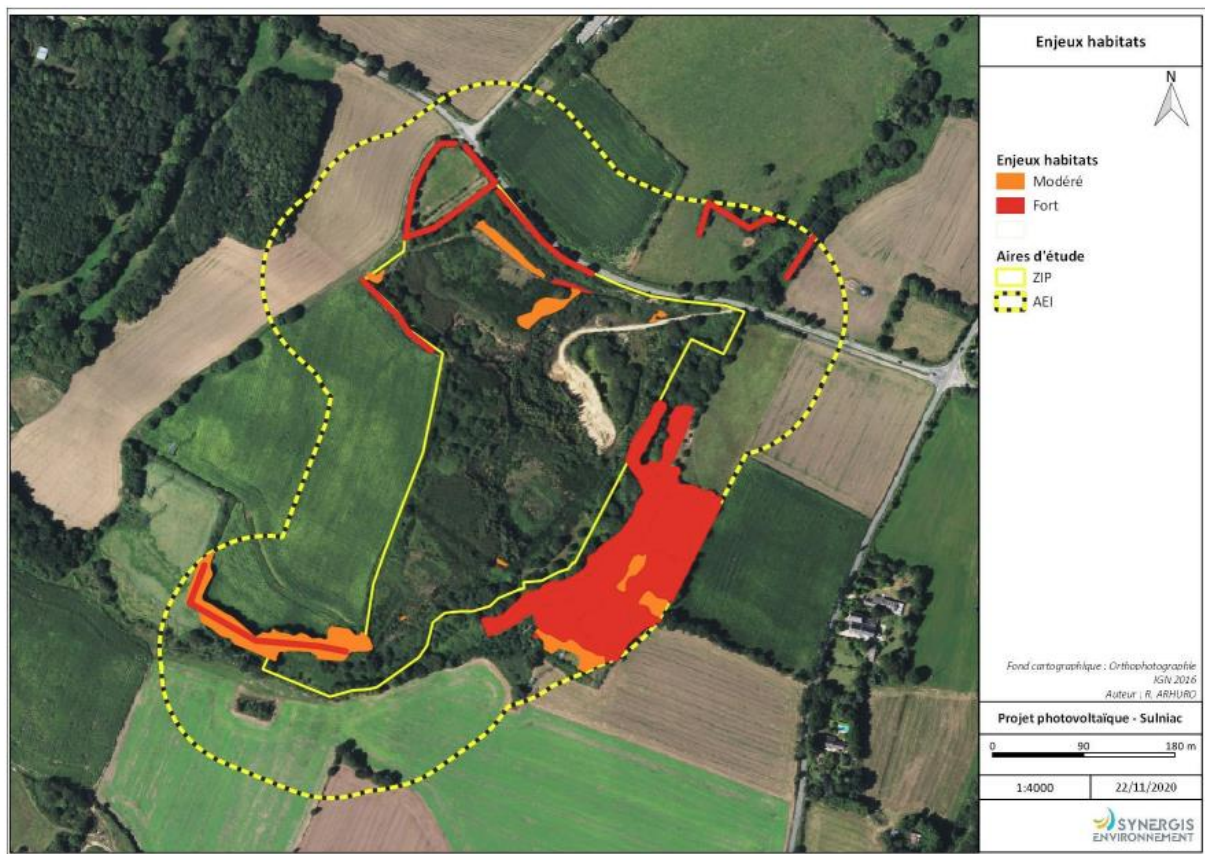 Enjeux habitats
N
Enjeux habitats
Modéré
Fort
Aires d'étude
ZIP
AEI
Fond cartographique : Orthophotographie
IGN 2016
Auteur : R. ARHURO
Projet photovoltaïque - Sulniac
0 90 180 m
1:4000 22/11/2020
SYNERGIS
ENVIRONNEMENT